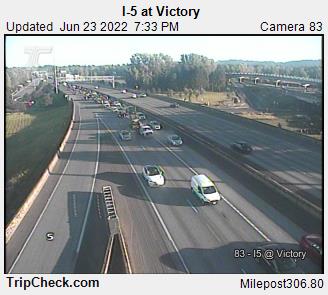 I-5 at Victory
Updated  Jun 23 2022  7:33 PM
Camera 83
S
83 - I5 @ Victory
TripCheck.com
Milepost306.80